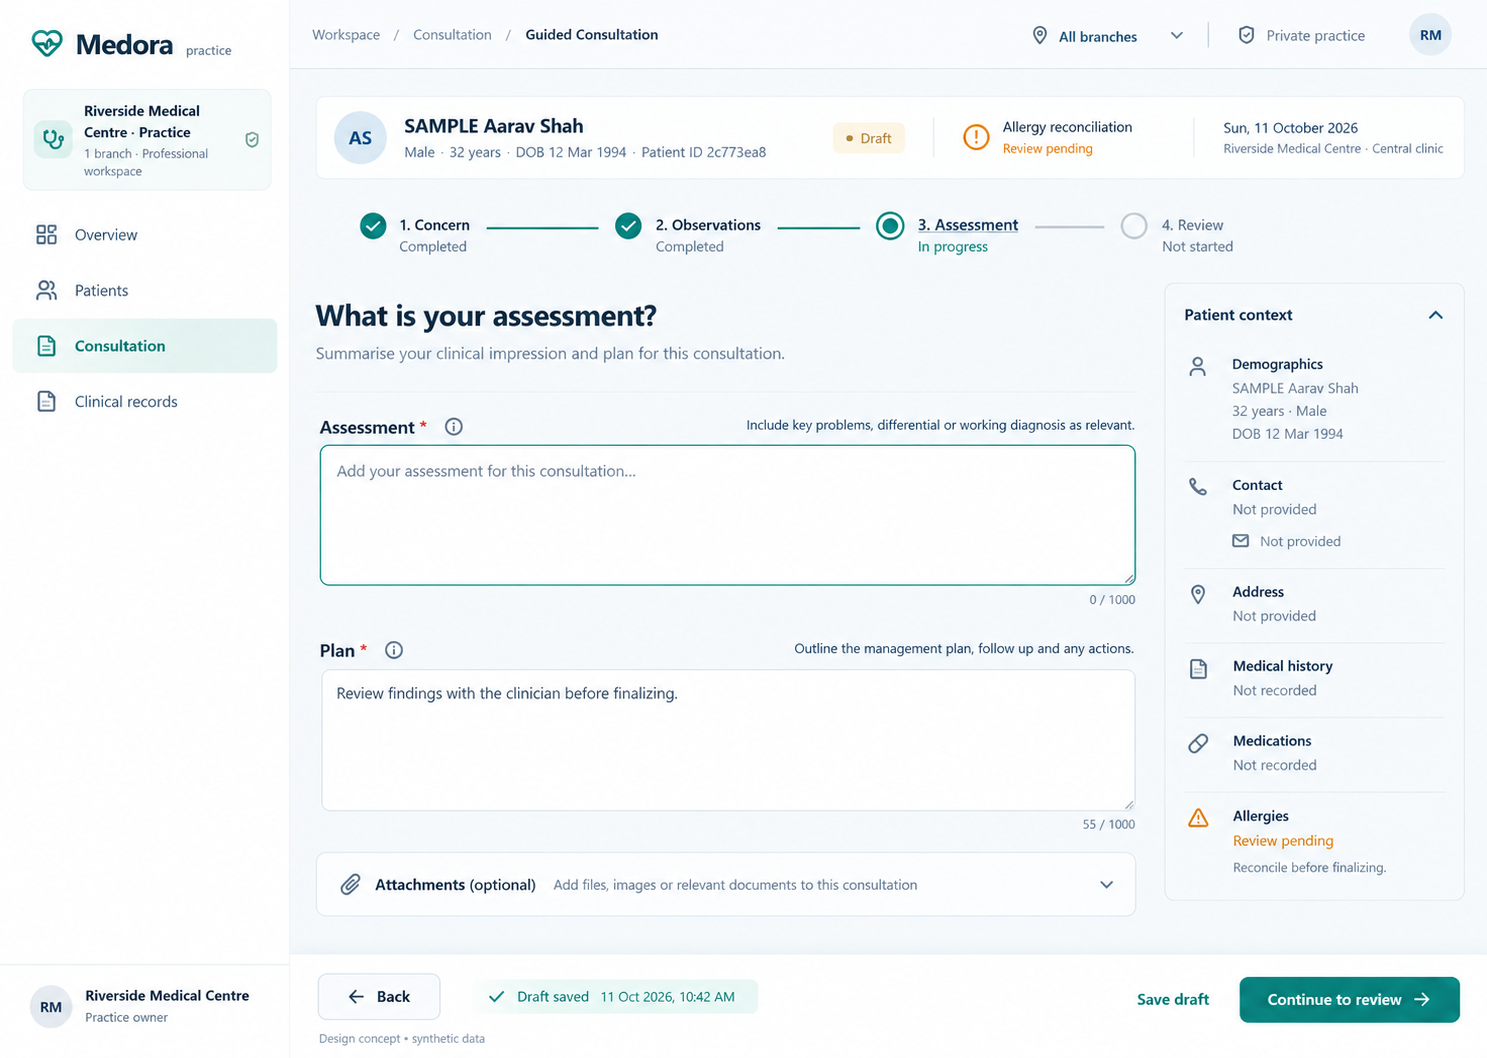 Medora practice
Riverside Medical
Centre · Practice
1 branch · Professional
workspace
Overview
Patients
Consultation
Clinical records
RM
Riverside Medical Centre
Practice owner
Workspace / Consultation / Guided Consultation
All branches
Private practice
RM
AS
SAMPLE Aarav Shah
Male · 32 years · DOB 12 Mar 1994 · Patient ID 2c773ea8
Draft
Allergy reconciliation
Review pending
Sun, 11 October 2026
Riverside Medical Centre · Central clinic
1. Concern
Completed
2. Observations
Completed
3. Assessment
In progress
4. Review
Not started
What is your assessment?
Summarise your clinical impression and plan for this consultation.
Assessment *
Include key problems, differential or working diagnosis as relevant.
Add your assessment for this consultation...
0 / 1000
Plan *
Outline the management plan, follow up and any actions.
Review findings with the clinician before finalizing.
55 / 1000
Attachments (optional) Add files, images or relevant documents to this consultation
Patient context
Demographics
SAMPLE Aarav Shah
32 years · Male
DOB 12 Mar 1994
Contact
Not provided
Not provided
Address
Not provided
Medical history
Not recorded
Medications
Not recorded
Allergies
Review pending
Reconcile before finalizing.
Back
Draft saved 11 Oct 2026, 10:42 AM
Save draft
Continue to review
Design concept • synthetic data